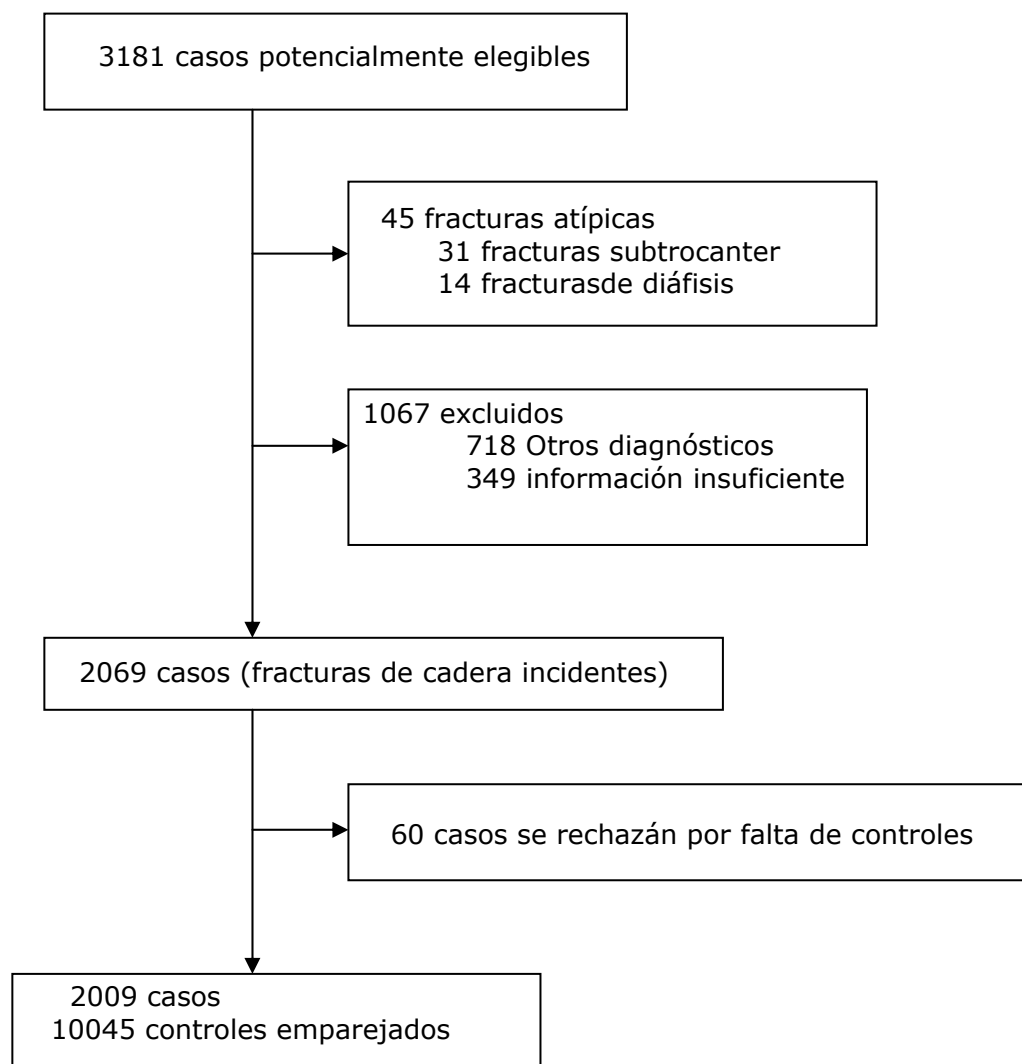 3181 casos potencialmente elegibles
45 fracturas atípicas
31 fracturas subtrocanter
14 fracturasde diáfisis
1067 excluidos
718 Otros diagnósticos
349 información insuficiente
2069 casos (fracturas de cadera incidentes)
60 casos se rechazán por falta de controles
2009 casos
10045 controles emparejados